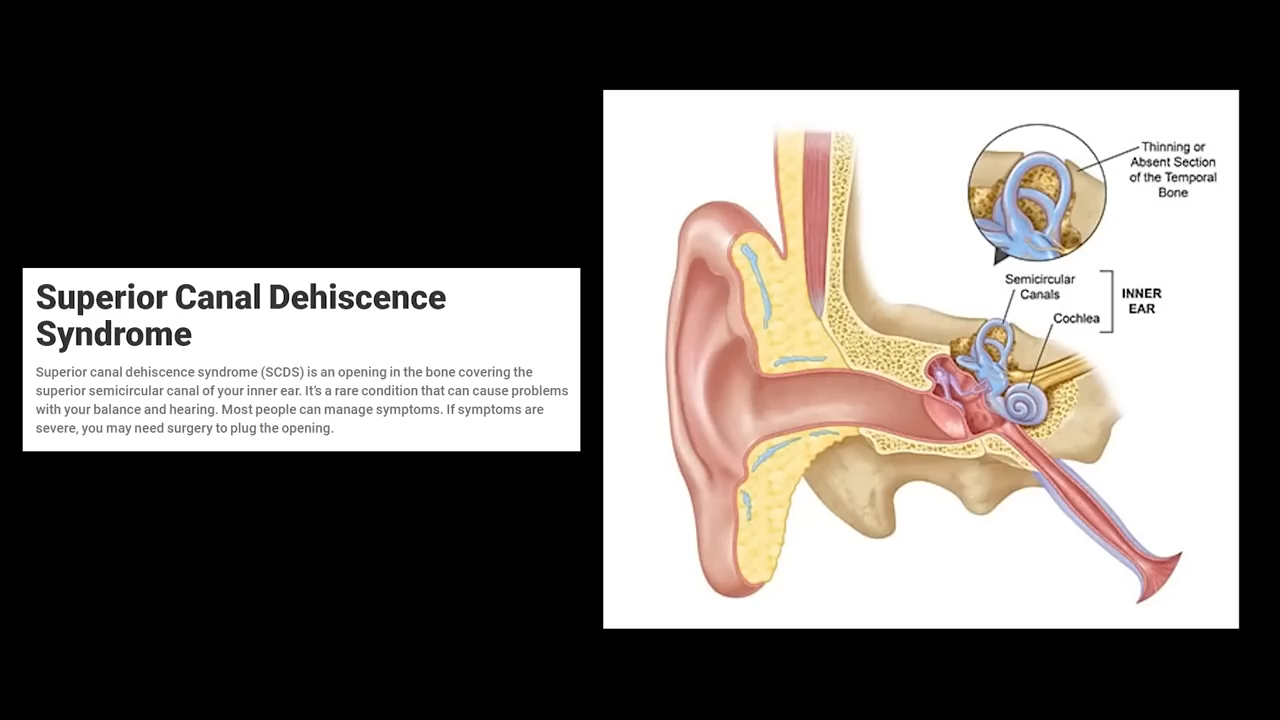 Superior Canal Dehiscence
Syndrome
Superior canal dehiscence syndrome (SCDS) is an opening in the bone covering the
superior semicircular canal of your inner ear. It's a rare condition that can cause problems
with your balance and hearing. Most people can manage symptoms. If symptoms are
severe, you may need surgery to plug the opening.
Thinning or
Absent Section
of the Temporal
Bone
Semicircular
Canals
Cochlea
INNER
EAR